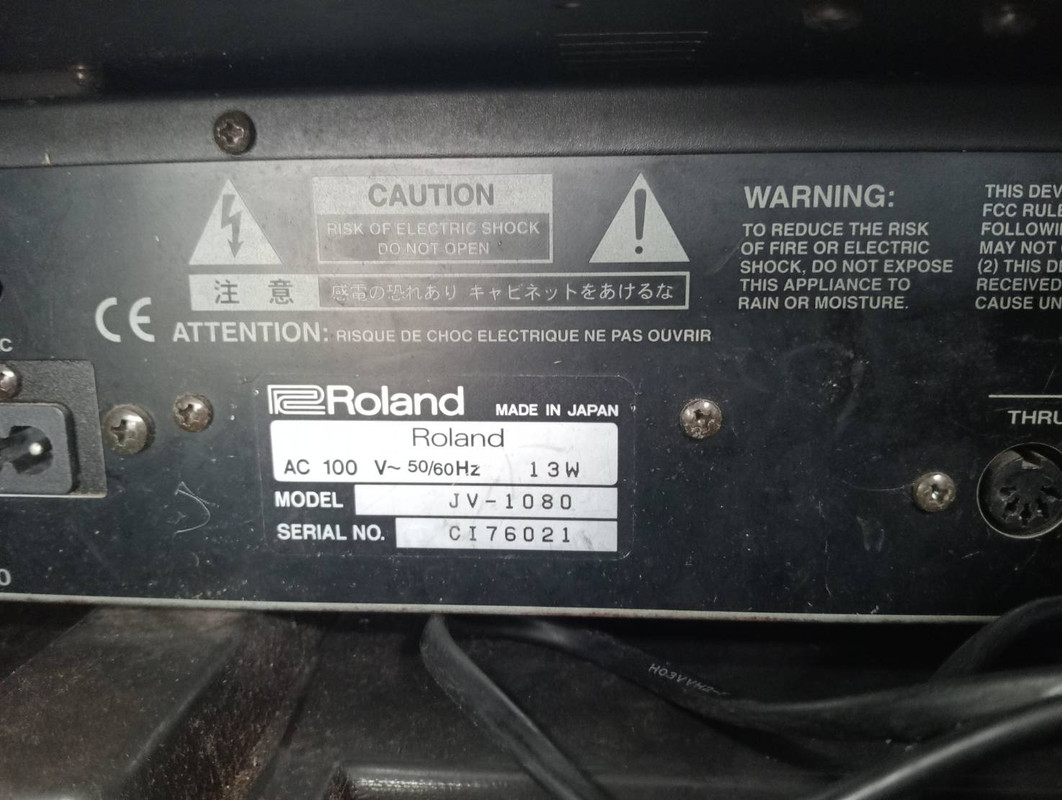 CAUTION
RISK OF ELECTRIC SHOCK
DO NOT OPEN
注意
感電の恐れあり キャビネットをあけるな
CE
ATTENTION: RISQUE DE CHOC ELECTRIQUE NE PAS OUVRIR
WARNING:
TO REDUCE THE RISK
OF FIRE OR ELECTRIC
SHOCK, DO NOT EXPOSE
THIS APPLIANCE TO
RAIN OR MOISTURE.
THIS DEV
FCC RULE
FOLLOWI
MAY NOT
(2) THIS DE
RECEIVED
CAUSE UN
C
Roland MADE IN JAPAN
Roland
AC 100 V~ 50/60Hz 13W
MODEL JV-1080
SERIAL NO. CI76021
THRU
0